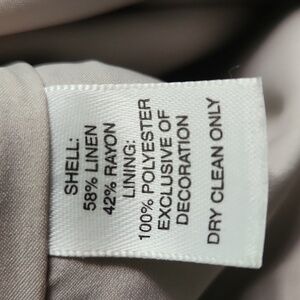 SHELL:
58% LINEN
42% RAYON
LINING:
100% POLYESTER
EXCLUSIVE OF
DECORATION
DRY CLEAN ONLY